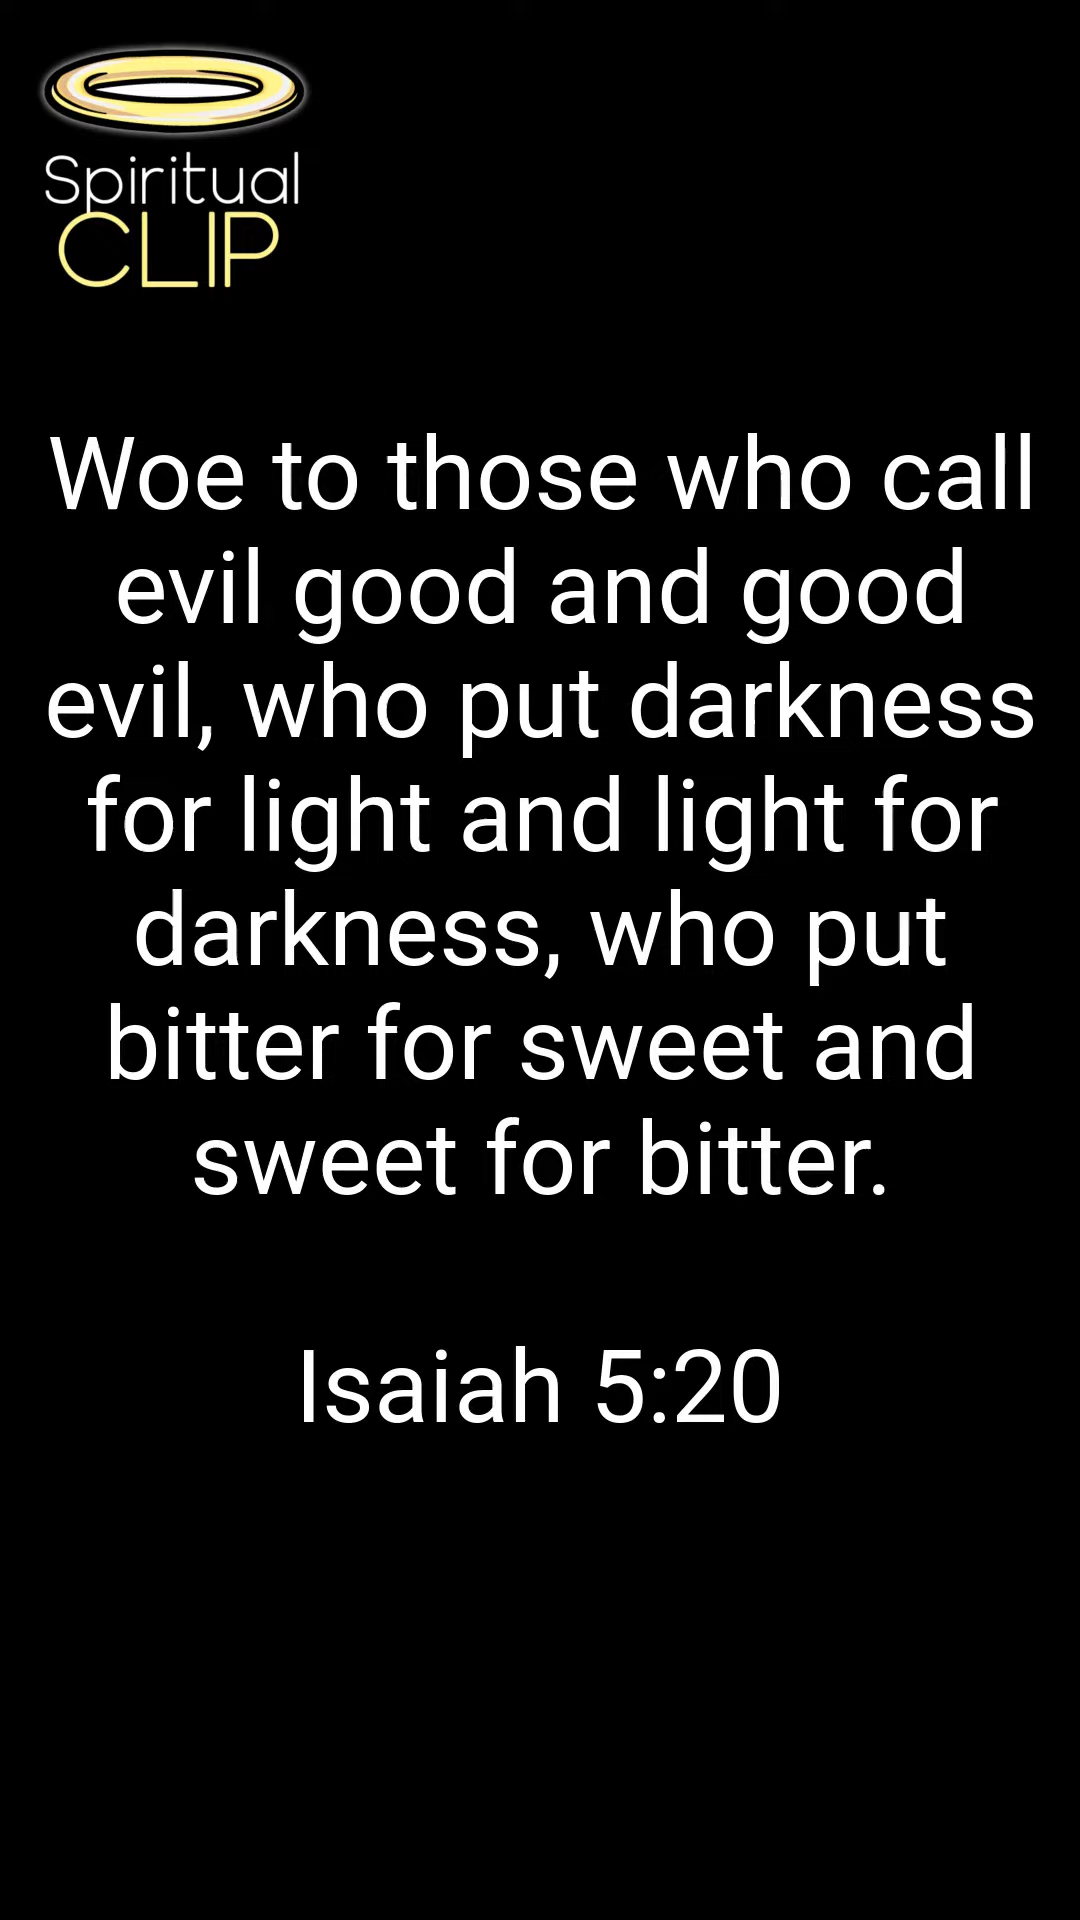 Spiritual
CLIP
Woe to those who call
evil good and good
evil, who put darkness
for light and light for
darkness, who put
bitter for sweet and
sweet for bitter.
Isaiah 5:20